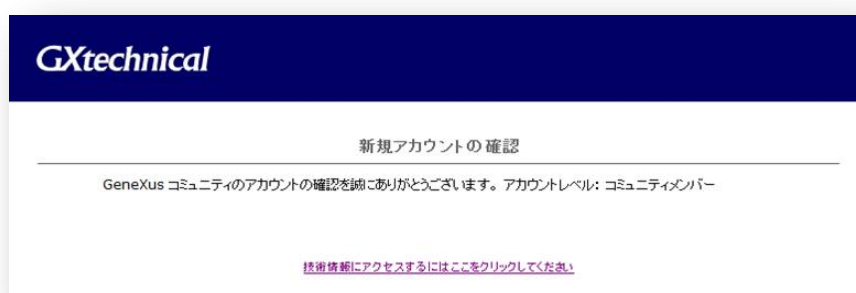 GXtechnical
新規アカウントの確認
GeneXus コミュニティのアカウントの確認を誠にありがとうございます。アカウントレベル: コミュニティメンバー
技術情報にアクセスするにはここをクリックしてください